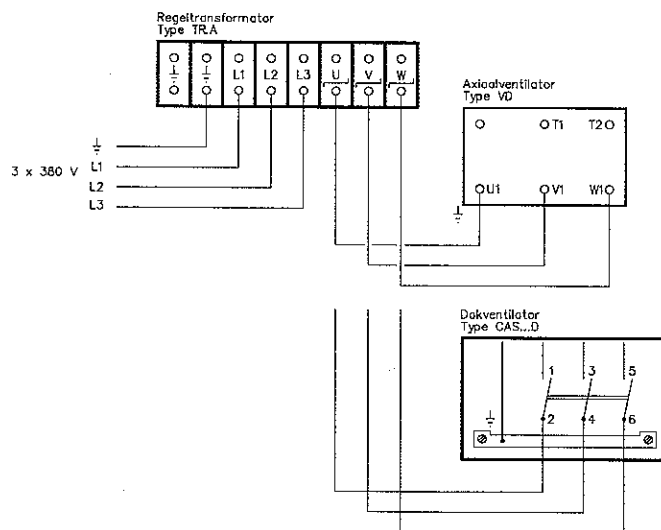 Regeltransformator
Type TR.A
L1 L2 L3 U V W
Axiaalventilator
Type VD
T1 T2
3 x 380 V
L1
L2
L3
U1 V1 W1
Dakventilator
Type CAS...D
1 3 5
2 4 6